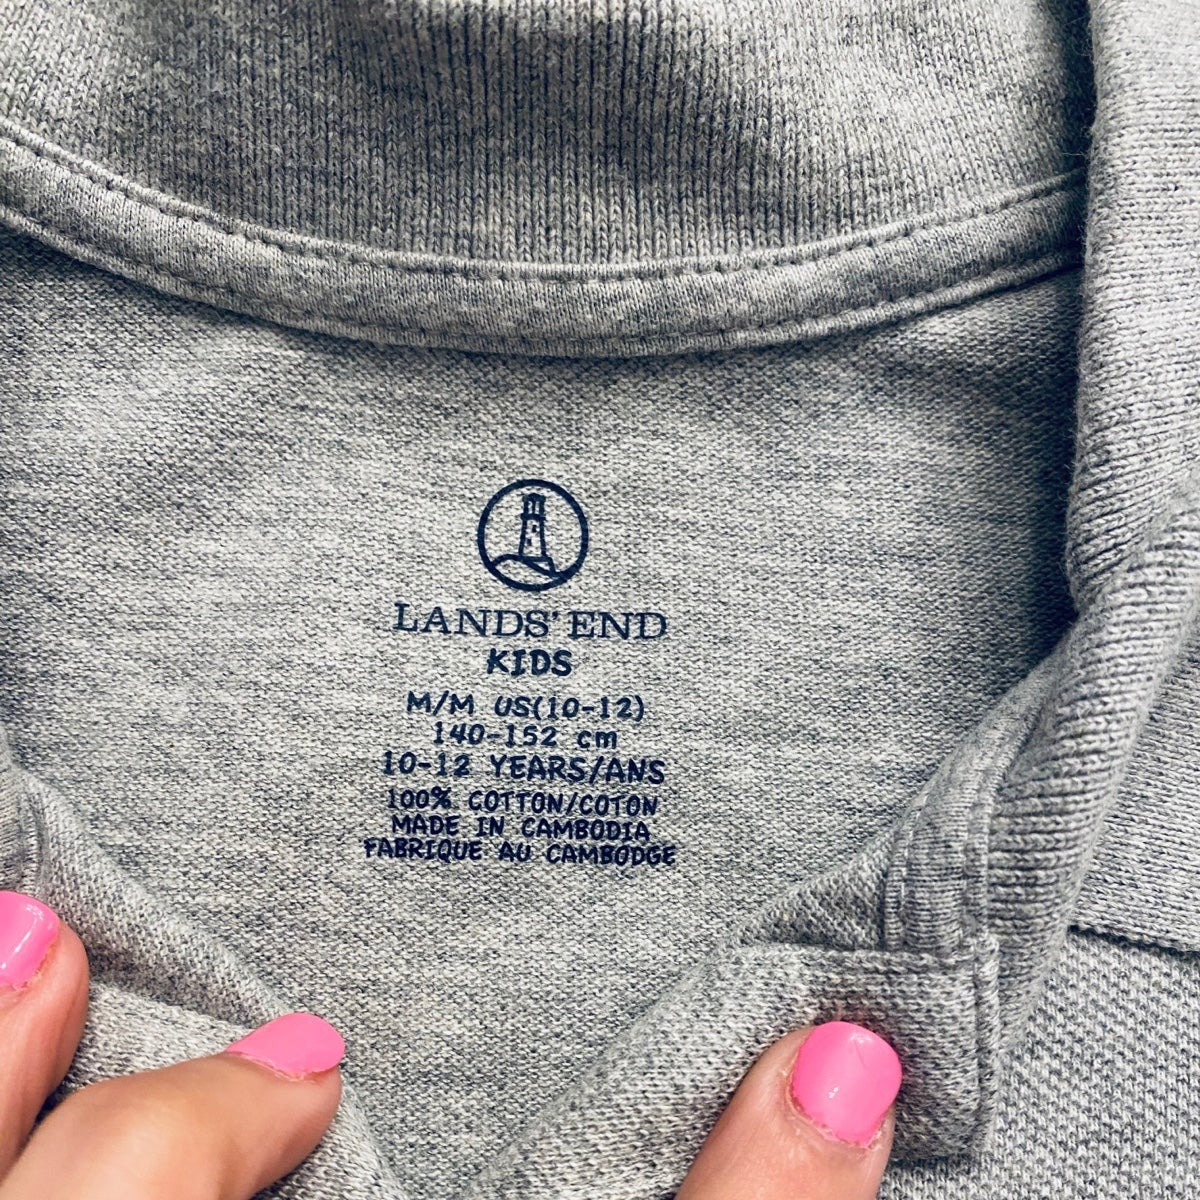 LANDS' END
KIDS
M/M US(10-12)
140-152 cm
10-12 YEARS/ANS
100% COTTON/COTON
MADE IN CAMBODIA
FABRIQUE AU CAMBODGE